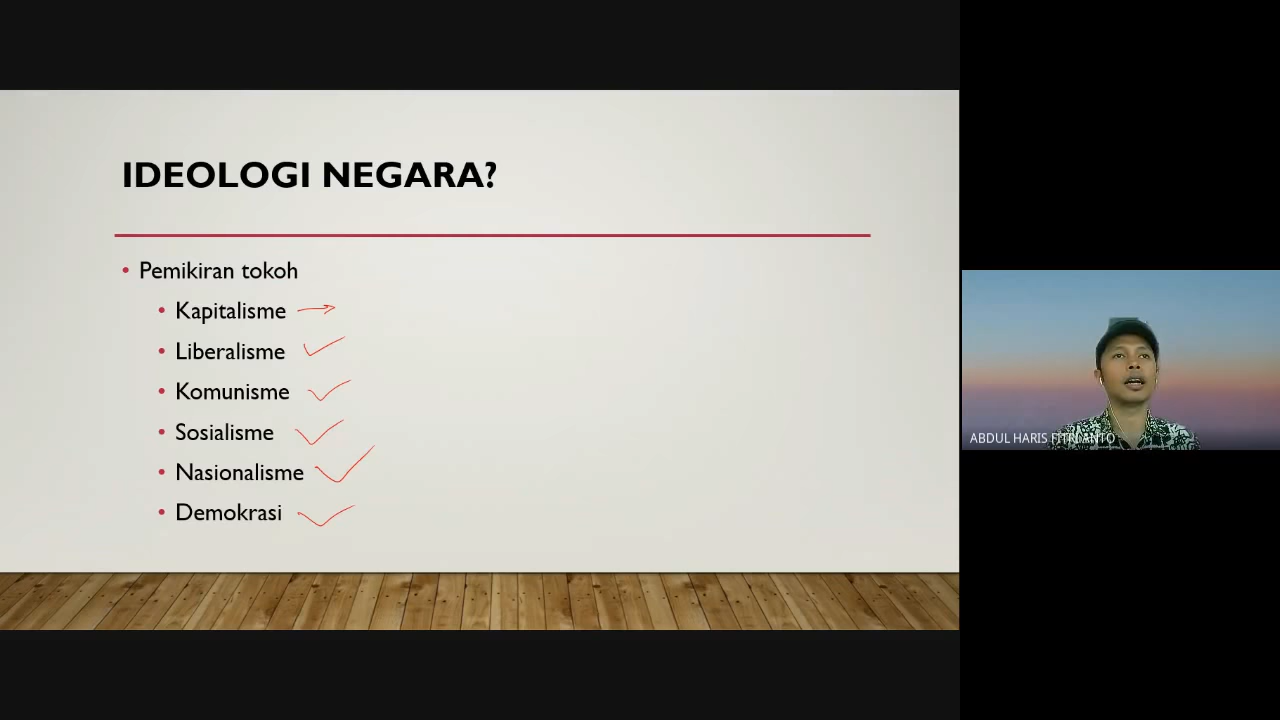 IDEOLOGI NEGARA?
• Pemikiran tokoh
• Kapitalisme
• Liberalisme
• Komunisme
• Sosialisme
• Nasionalisme
• Demokrasi
ABDUL HARIS FITRIANTO